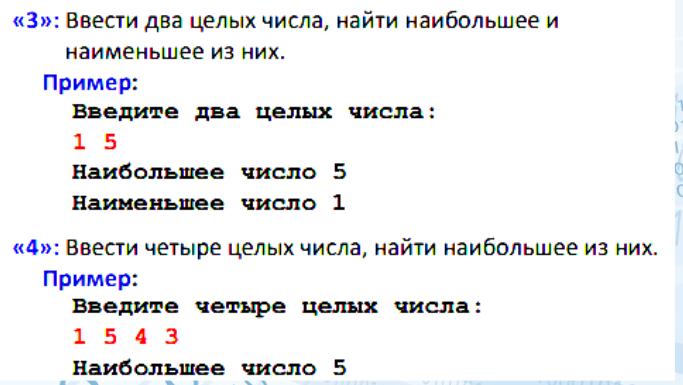 «3»: Ввести два целых числа, найти наибольшее и
наименьшее из них.
Пример:
Введите два целых числа:
1 5
Наибольшее число 5
Наименьшее число 1
«4»: Ввести четыре целых числа, найти наибольшее из них.
Пример:
Введите четыре целых числа:
1 5 4 3
Наибольшее число 5